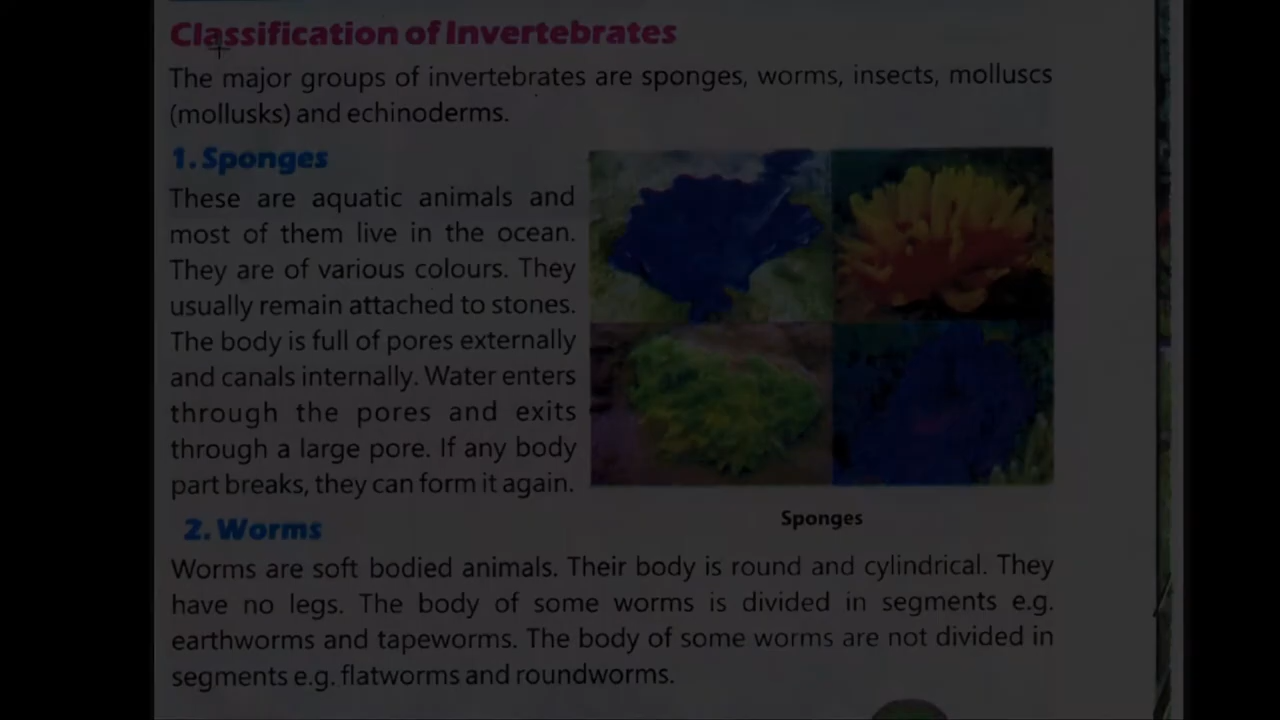 Classification of Invertebrates
The major groups of invertebrates are sponges, worms, insects, molluscs
(mollusks) and echinoderms.
1. Sponges
These are aquatic animals and
most of them live in the ocean.
They are of various colours. They
usually remain attached to stones.
The body is full of pores externally
and canals internally. Water enters
through the pores and exits
through a large pore. If any body
part breaks, they can form it again.
Sponges
2. Worms
Worms are soft bodied animals. Their body is round and cylindrical. They
have no legs. The body of some worms is divided in segments e.g.
earthworms and tapeworms. The body of some worms are not divided in
segments e.g. flatworms and roundworms.